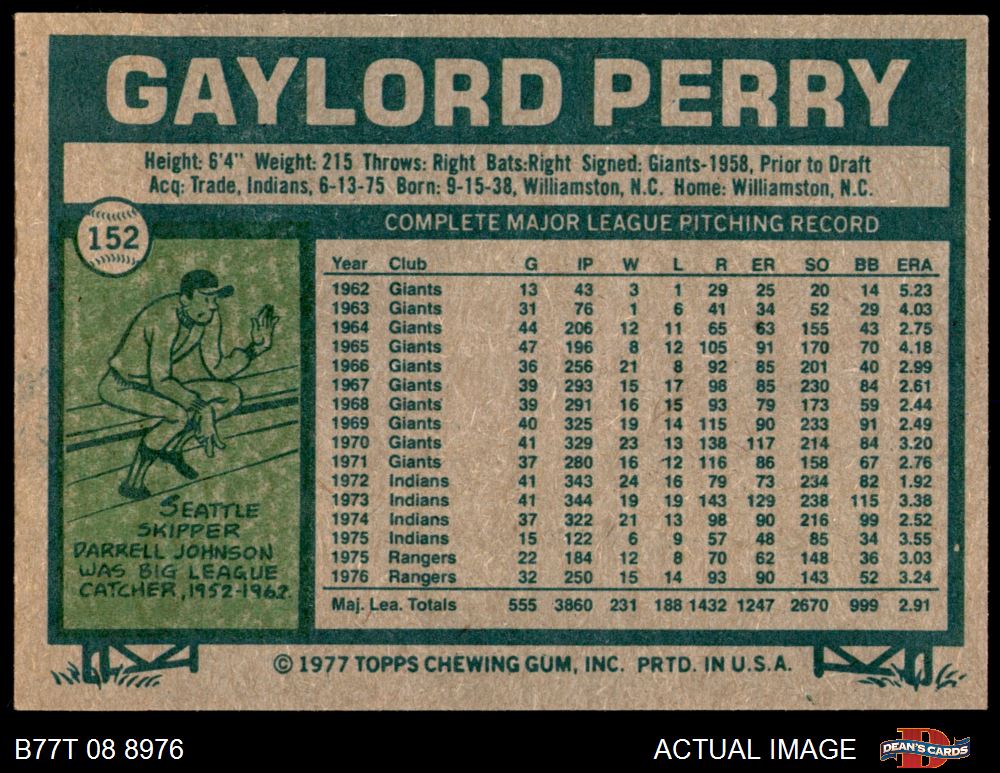 GAYLORD PERRY
Height: 6'4" Weight: 215 Throws: Right Bats:Right Signed: Giants-1958, Prior to Draft
Acq: Trade, Indians, 6-13-75 Born: 9-15-38, Williamston, N.C. Home: Williamston, N.C.
152
COMPLETE MAJOR LEAGUE PITCHING RECORD
Year Club G IP W L R ER SO BB ERA
1962 Giants 13 43 3 1 29 25 20 14 5.23
1963 Giants 31 76 1 6 41 34 52 29 4.03
1964 Giants 44 206 12 11 65 63 155 43 2.75
1965 Giants 47 196 8 12 105 91 170 70 4.18
1966 Giants 36 256 21 8 92 85 201 40 2.99
1967 Giants 39 293 15 17 98 85 230 84 2.61
1968 Giants 39 291 16 15 93 79 173 59 2.44
1969 Giants 40 325 19 14 115 90 233 91 2.49
1970 Giants 41 329 23 13 138 117 214 84 3.20
1971 Giants 37 280 16 12 116 86 158 67 2.76
1972 Indians 41 343 24 16 79 73 234 82 1.92
1973 Indians 41 344 19 19 143 129 238 115 3.38
1974 Indians 37 322 21 13 98 90 216 99 2.52
1975 Indians 15 122 6 9 57 48 85 34 3.55
1975 Rangers 22 184 12 8 70 62 148 36 3.03
1976 Rangers 32 250 15 14 93 90 143 52 3.24
Maj. Lea. Totals 555 3860 231 188 1432 1247 2670 999 2.91
SEATTLE
SKIPPER
DARRELL JOHNSON
WAS BIG LEAGUE
CATCHER, 1952-1962.
© 1977 TOPPS CHEWING GUM, INC. PRTD. IN U.S.A.
B77T 08 8976
ACTUAL IMAGE
B
DEAN'S CARDS